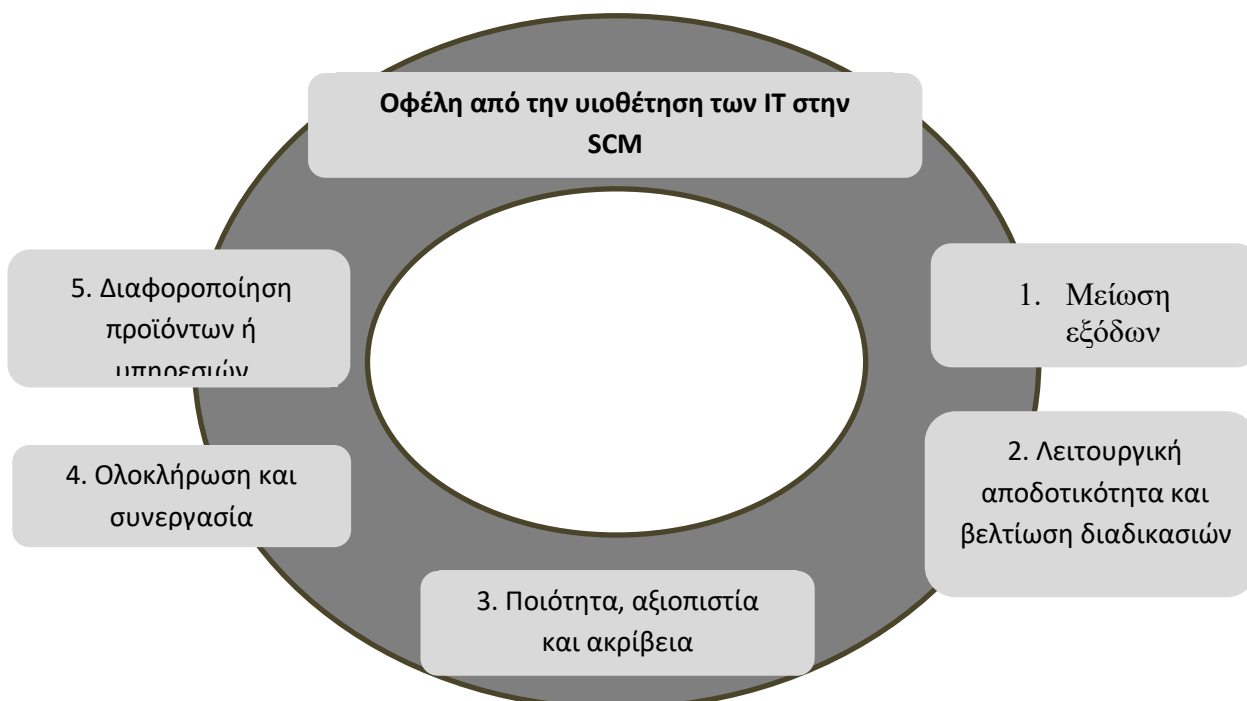 Οφέλη από την υιοθέτηση των IT στην
SCM
1. Μείωση
εξόδων
2. Λειτουργική
αποδοτικότητα και
βελτίωση διαδικασιών
3. Ποιότητα, αξιοπιστία
και ακρίβεια
4. Ολοκλήρωση και
συνεργασία
5. Διαφοροποίηση
προϊόντων ή
υπηρεσιών